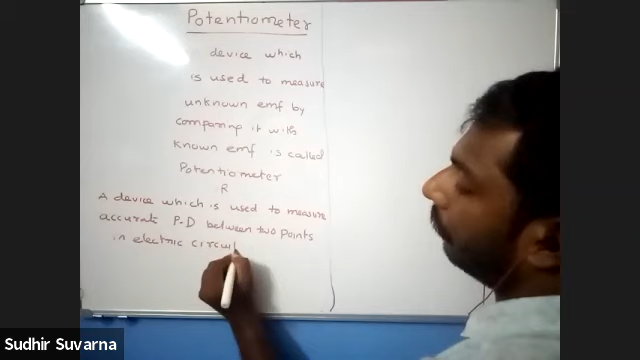 Potentiometer
device which
is used to measure
unknown emf by
comparing it with
known emf is called
Potentiometer
R
A device which is used to measure
accurate P.D between two points
in electric circuit
Sudhir Suvarna